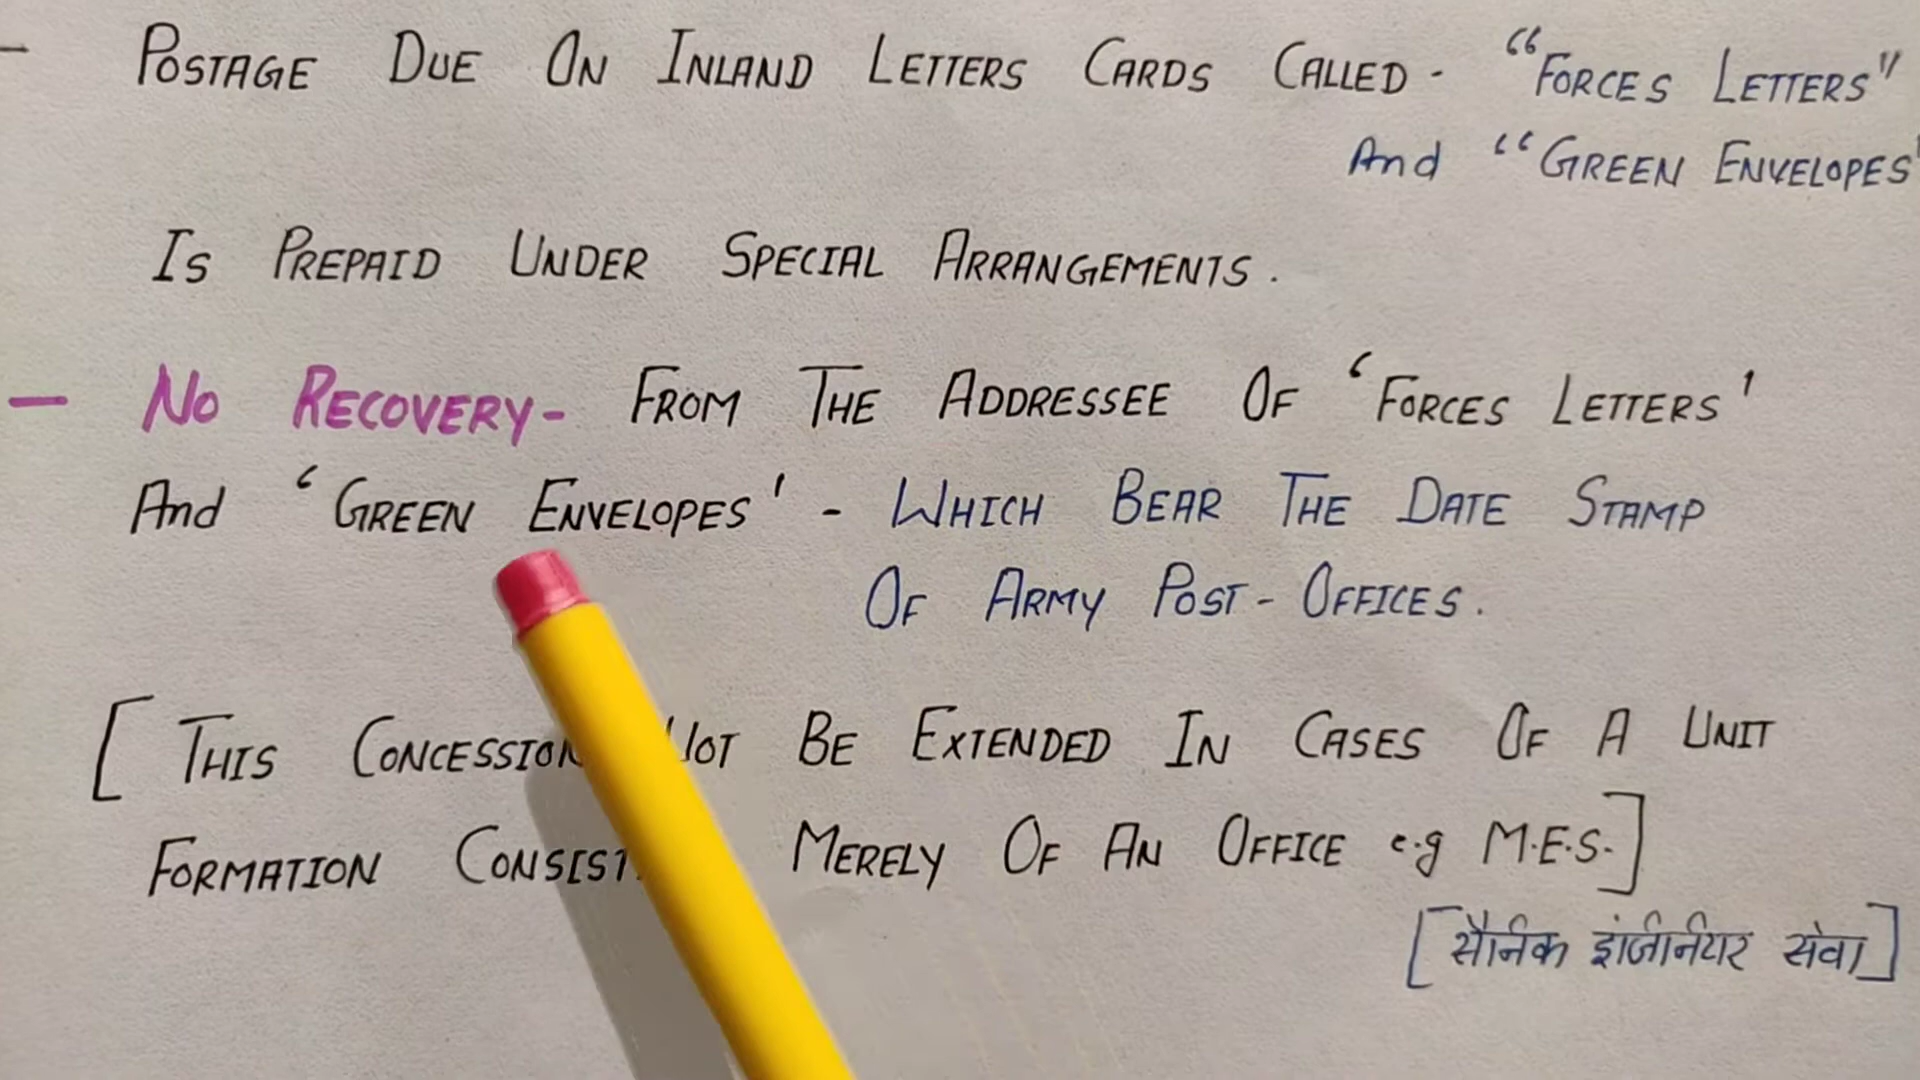 - POSTAGE DUE ON INLAND LETTERS CARDS CALLED - "FORCES LETTERS"
And "GREEN ENVELOPES"
IS PREPAID UNDER SPECIAL ARRANGEMENTS.
- NO RECOVERY- FROM THE ADDRESSEE OF 'FORCES LETTERS'
And 'GREEN ENVELOPES' - WHICH BEAR THE DATE STAMP
OF ARMY POST-OFFICES.
[THIS BE EXTENDED IN CASES OF A UNIT
FORMATION MERELY OF AN OFFICE e.g M.E.S.]
[सैनिक इंजीनियर सेवा]